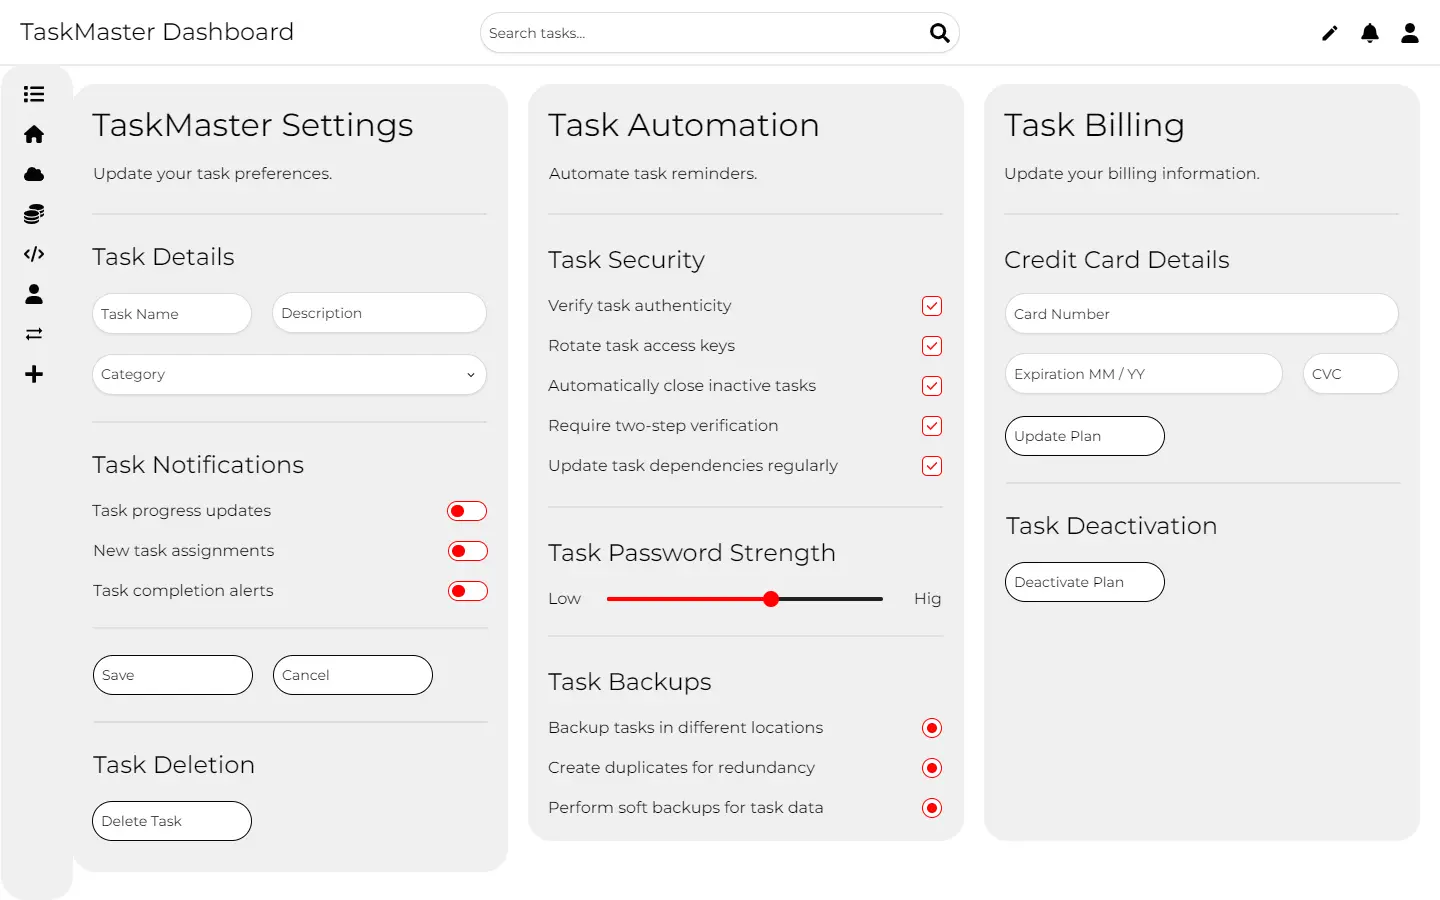 TaskMaster Dashboard
Search tasks...
TaskMaster Settings
Update your task preferences.
Task Details
Task Name
Description
Category
Task Notifications
Task progress updates
New task assignments
Task completion alerts
Save
Cancel
Task Deletion
Delete Task
Task Automation
Automate task reminders.
Task Security
Verify task authenticity
Rotate task access keys
Automatically close inactive tasks
Require two-step verification
Update task dependencies regularly
Task Password Strength
Low
Hig
Task Backups
Backup tasks in different locations
Create duplicates for redundancy
Perform soft backups for task data
Task Billing
Update your billing information.
Credit Card Details
Card Number
Expiration MM / YY
CVC
Update Plan
Task Deactivation
Deactivate Plan